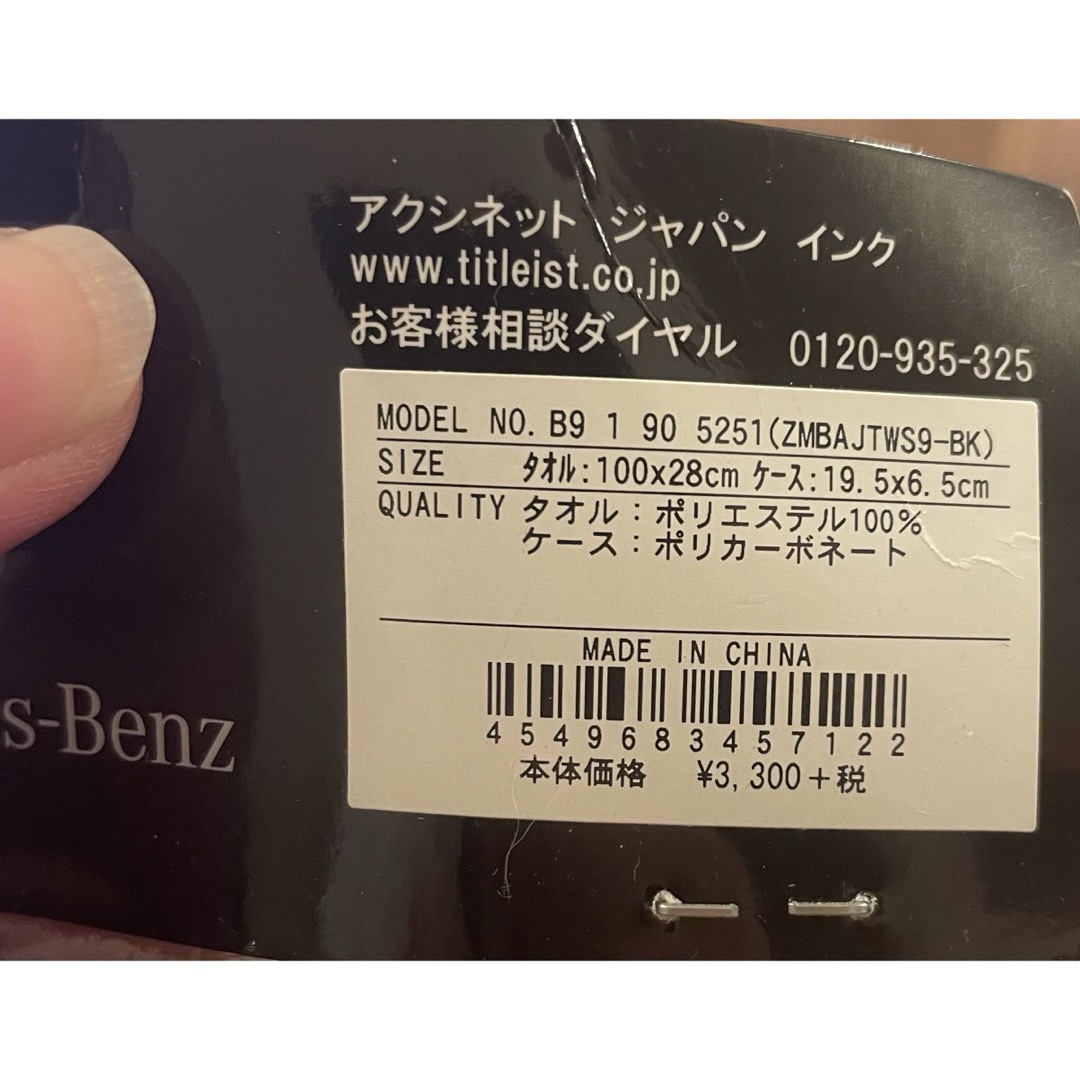 アクシネット ジャパン インク
www.titleist.co.jp
お客様相談ダイヤル 0120-935-325
MODEL NO. B9 1 90 5251(ZMBAJTWS9-BK)
SIZE ﾀｵﾙ:100x28cm ｹｰｽ:19.5x6.5cm
QUALITY タオル：ポリエステル100%
ケース：ポリカーボネート
MADE IN CHINA
4549683457122
本体価格 ¥3,300+税
s-Benz